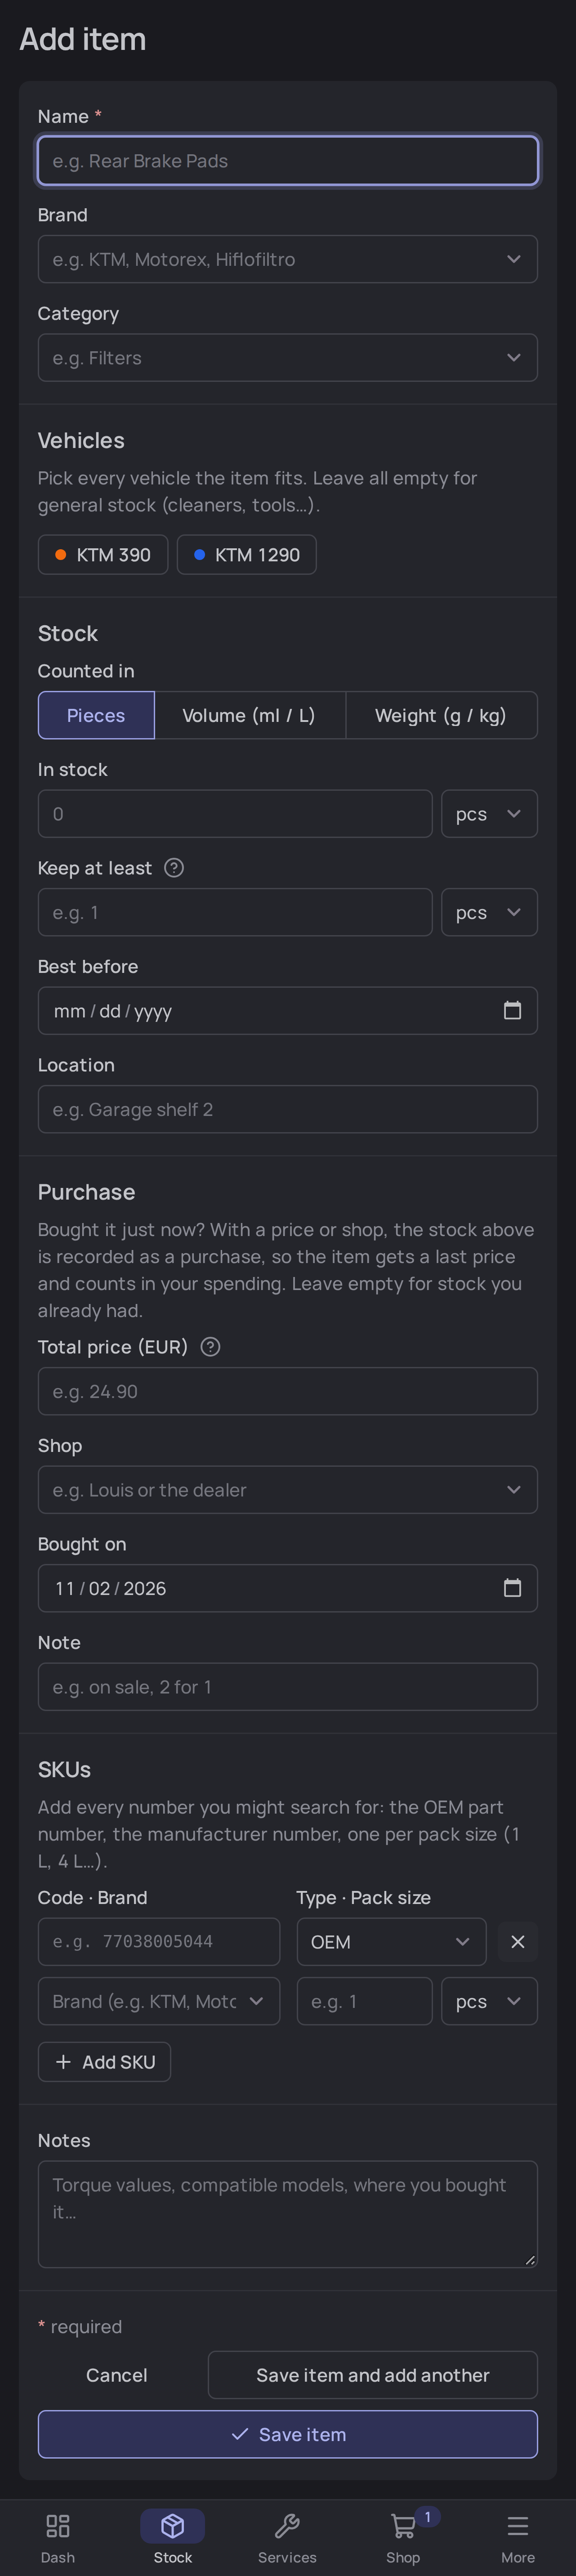 Add item
Name *
e.g. Rear Brake Pads
Brand
e.g. KTM, Motorex, Hiflofiltro
Category
e.g. Filters
Vehicles
Pick every vehicle the item fits. Leave all empty for
general stock (cleaners, tools…).
KTM 390
KTM 1290
Stock
Counted in
Pieces
Volume (ml / L)
Weight (g / kg)
In stock
0
pcs
Keep at least
e.g. 1
pcs
Best before
mm/dd/yyyy
Location
e.g. Garage shelf 2
Purchase
Bought it just now? With a price or shop, the stock above
is recorded as a purchase, so the item gets a last price
and counts in your spending. Leave empty for stock you
already had.
Total price (EUR)
e.g. 24.90
Shop
e.g. Louis or the dealer
Bought on
11/02/2026
Note
e.g. on sale, 2 for 1
SKUs
Add every number you might search for: the OEM part
number, the manufacturer number, one per pack size (1
L, 4 L…).
Code · Brand
Type · Pack size
e.g. 77038005044
OEM
Brand (e.g. KTM, Motc
e.g. 1
pcs
Add SKU
Notes
Torque values, compatible models, where you bought
it…
* required
Cancel
Save item and add another
Save item
1
Dash
Stock
Services
Shop
More